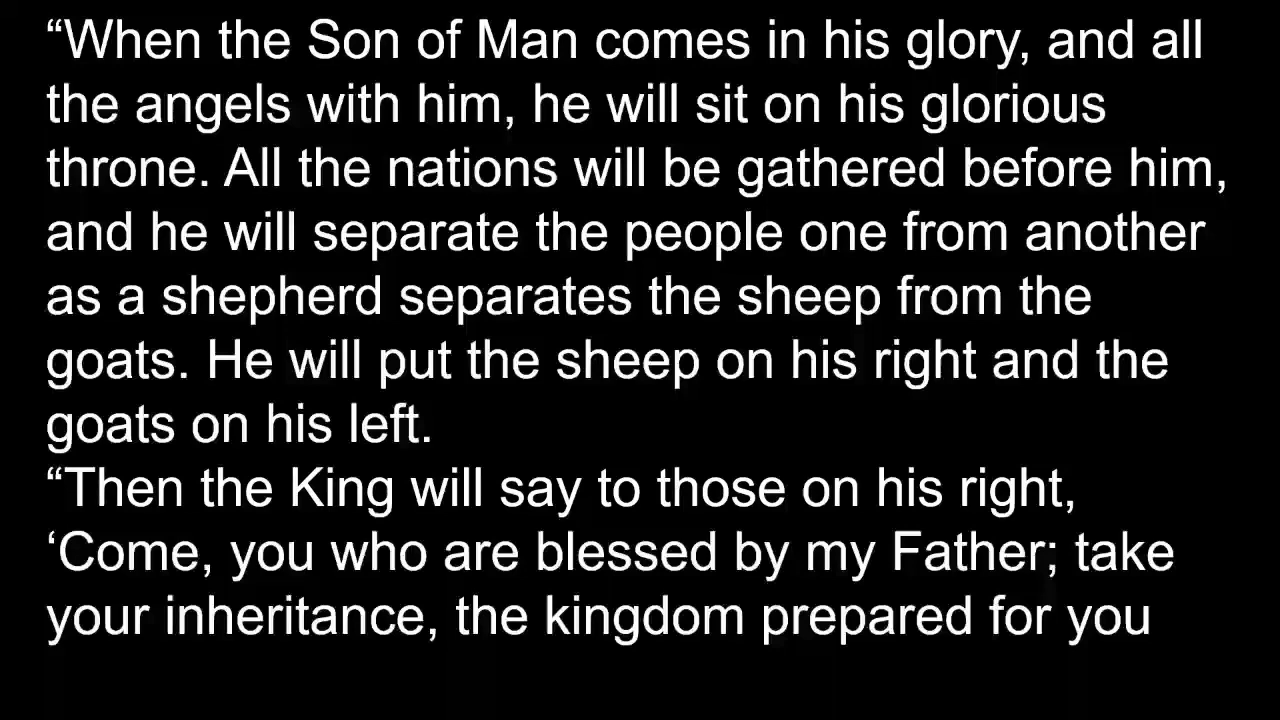 “When the Son of Man comes in his glory, and all
the angels with him, he will sit on his glorious
throne. All the nations will be gathered before him,
and he will separate the people one from another
as a shepherd separates the sheep from the
goats. He will put the sheep on his right and the
goats on his left.
“Then the King will say to those on his right,
‘Come, you who are blessed by my Father; take
your inheritance, the kingdom prepared for you